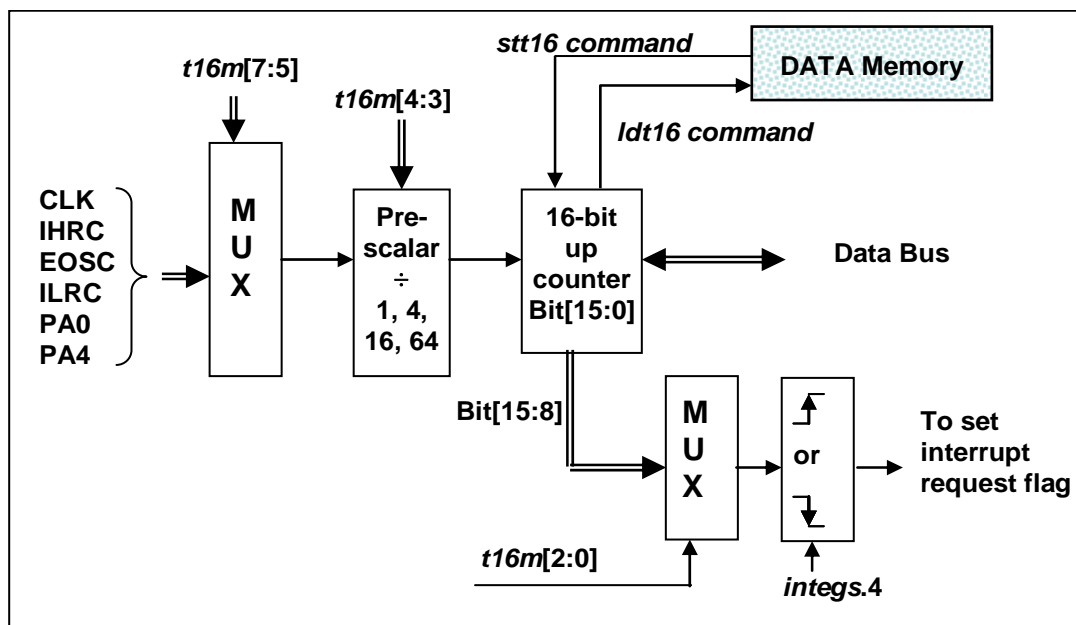 stt16 command
DATA Memory
t16m[7:5]
t16m[4:3]
ldt16 command
CLK
IHRC
EOSC
ILRC
PA0
PA4
M
U
X
Pre-
scalar
÷
1, 4,
16, 64
16-bit
up
counter
Bit[15:0]
Data Bus
Bit[15:8]
M
U
X
or
To set
interrupt
request flag
t16m[2:0]
integs.4